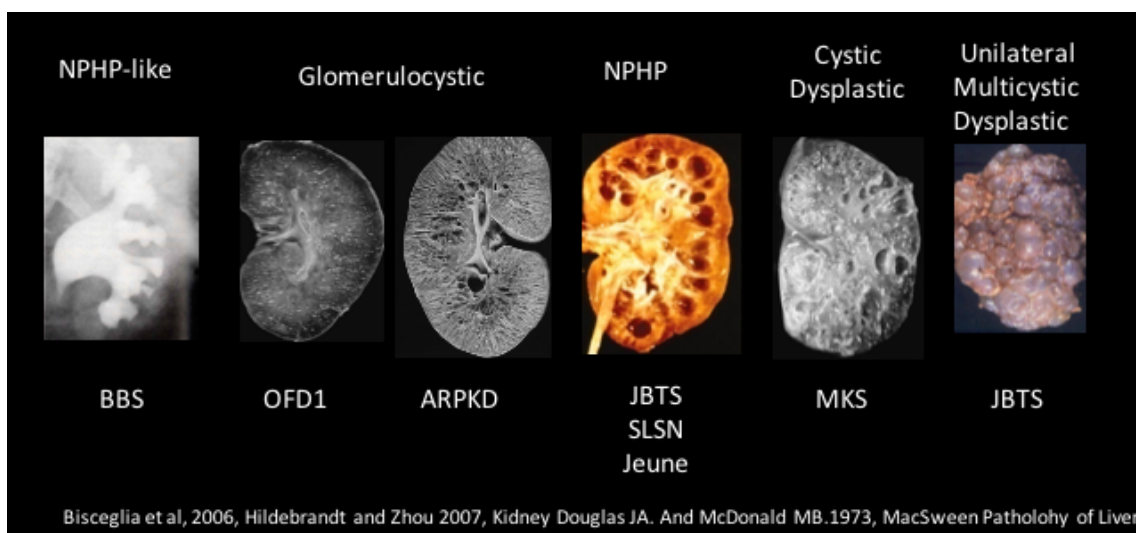 NPHP-like
Glomerulocystic
NPHP
Cystic
Dysplastic
Unilateral
Multicystic
Dysplastic
BBS
OFD1
ARPKD
JBTS
SLSN
Jeune
MKS
JBTS
Bisceglia et al, 2006, Hildebrandt and Zhou 2007, Kidney Douglas JA. And McDonald MB.1973, MacSween Patholohy of Liver